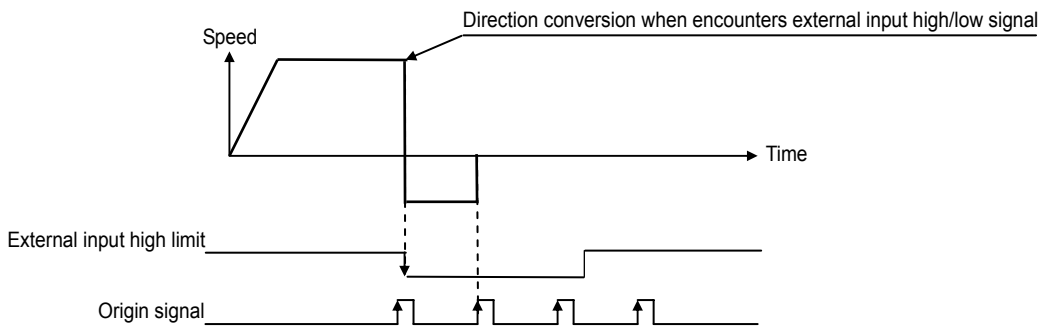 Direction conversion when encounters external input high/low signal
Speed
Time
External input high limit
Origin signal